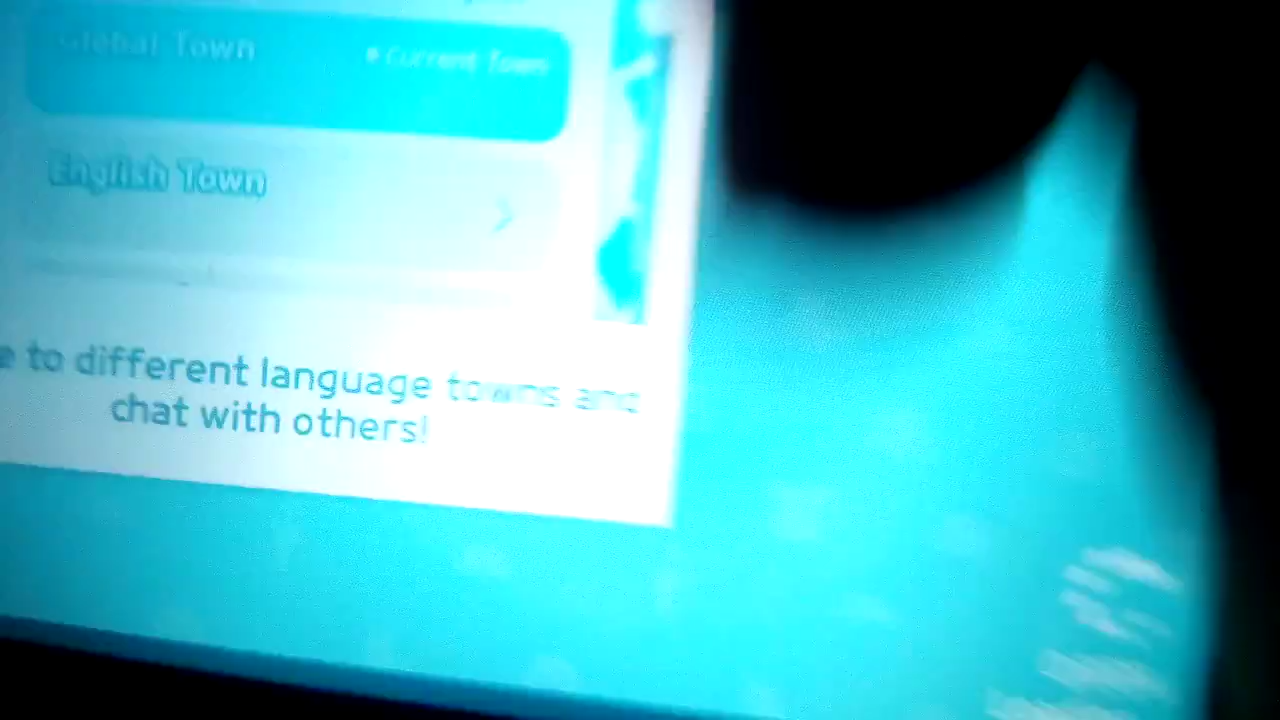 Global Town
Current Town
English Town
e to different language towns and
chat with others!